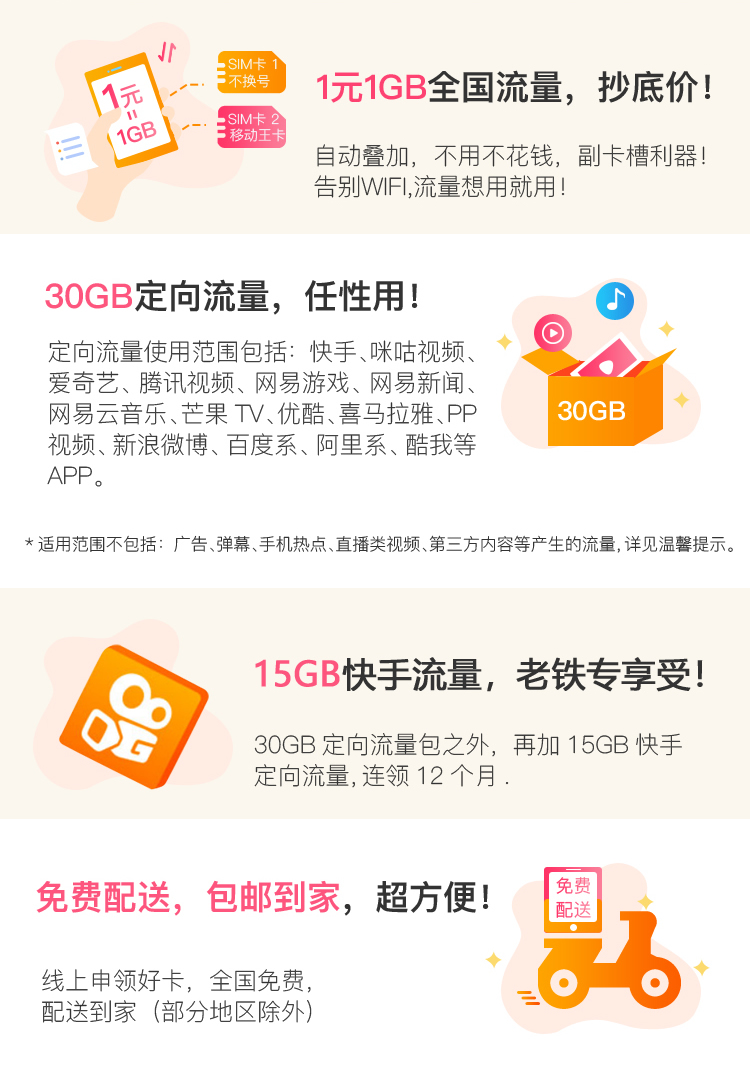 1元
=
1GB
SIM卡 1
不换号
SIM卡 2
移动王卡
1元1GB全国流量，抄底价！
自动叠加，不用不花钱，副卡槽利器！
告别WIFI,流量想用就用！
30GB定向流量，任性用！
定向流量使用范围包括：快手、咪咕视频、
爱奇艺、腾讯视频、网易游戏、网易新闻、
网易云音乐、芒果 TV、优酷、喜马拉雅、PP
视频、新浪微博、百度系、阿里系、酷我等
APP。
30GB
* 适用范围不包括：广告、弹幕、手机热点、直播类视频、第三方内容等产生的流量,详见温馨提示。
15GB快手流量，老铁专享受！
30GB 定向流量包之外，再加 15GB 快手
定向流量, 连领 12 个月 .
免费配送，包邮到家，超方便！
线上申领好卡，全国免费，
配送到家（部分地区除外）
免费
配送